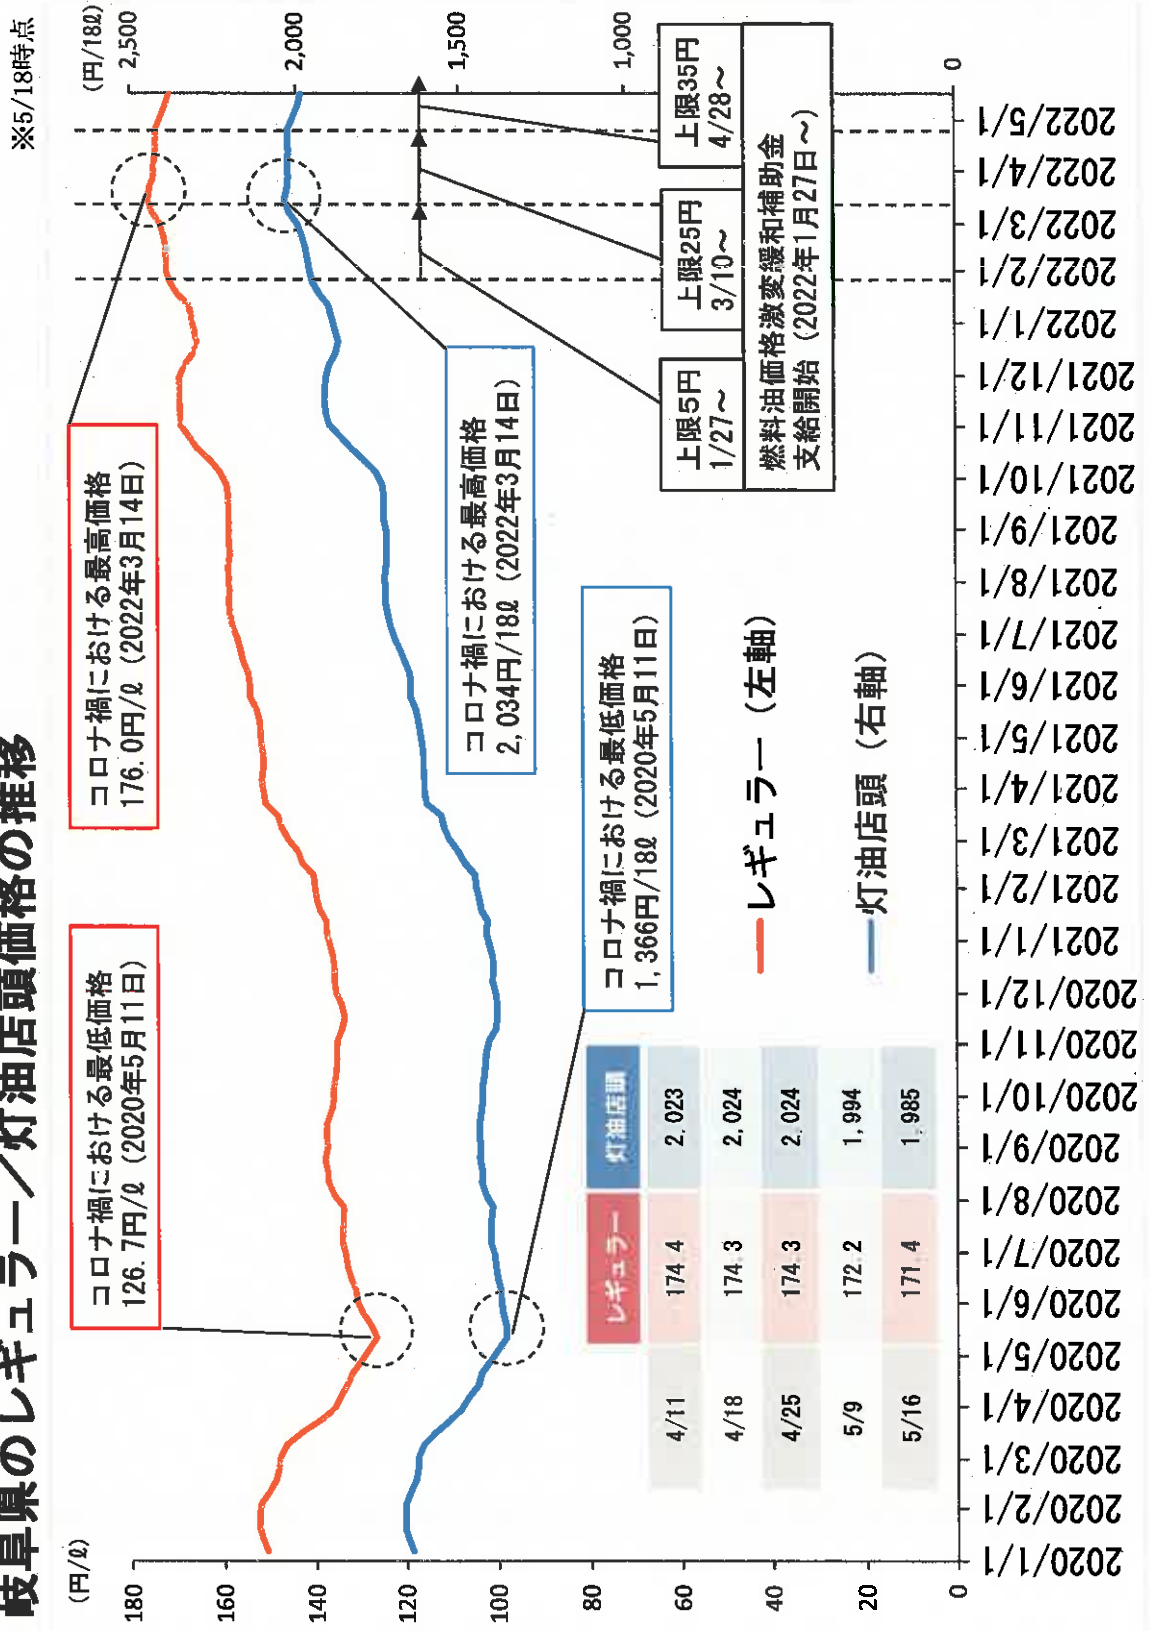 岐阜県のレギュラー／灯油店頭価格の推移
※5/18時点
(円/ℓ)
(円/18ℓ)
180
160
140
120
100
80
60
40
20
0
2,500
2,000
1,500
1,000
0
コロナ禍における最低価格
126.7円/ℓ（2020年5月11日）
コロナ禍における最高価格
176.0円/ℓ（2022年3月14日）
コロナ禍における最高価格
2,034円/18ℓ（2022年3月14日）
コロナ禍における最低価格
1,366円/18ℓ（2020年5月11日）
上限5円
1/27～
上限25円
3/10～
上限35円
4/28～
燃料油価格激変緩和補助金
支給開始（2022年1月27日～）
レギュラー（左軸）
灯油店頭（右軸）
レギュラー 灯油店頭
4/11 174.4 2,023
4/18 174.3 2,024
4/25 174.3 2,024
5/9 172.2 1,994
5/16 171.4 1,985
2020/1/1
2020/2/1
2020/3/1
2020/4/1
2020/5/1
2020/6/1
2020/7/1
2020/8/1
2020/9/1
2020/10/1
2020/11/1
2020/12/1
2021/1/1
2021/2/1
2021/3/1
2021/4/1
2021/5/1
2021/6/1
2021/7/1
2021/8/1
2021/9/1
2021/10/1
2021/11/1
2021/12/1
2022/1/1
2022/2/1
2022/3/1
2022/4/1
2022/5/1